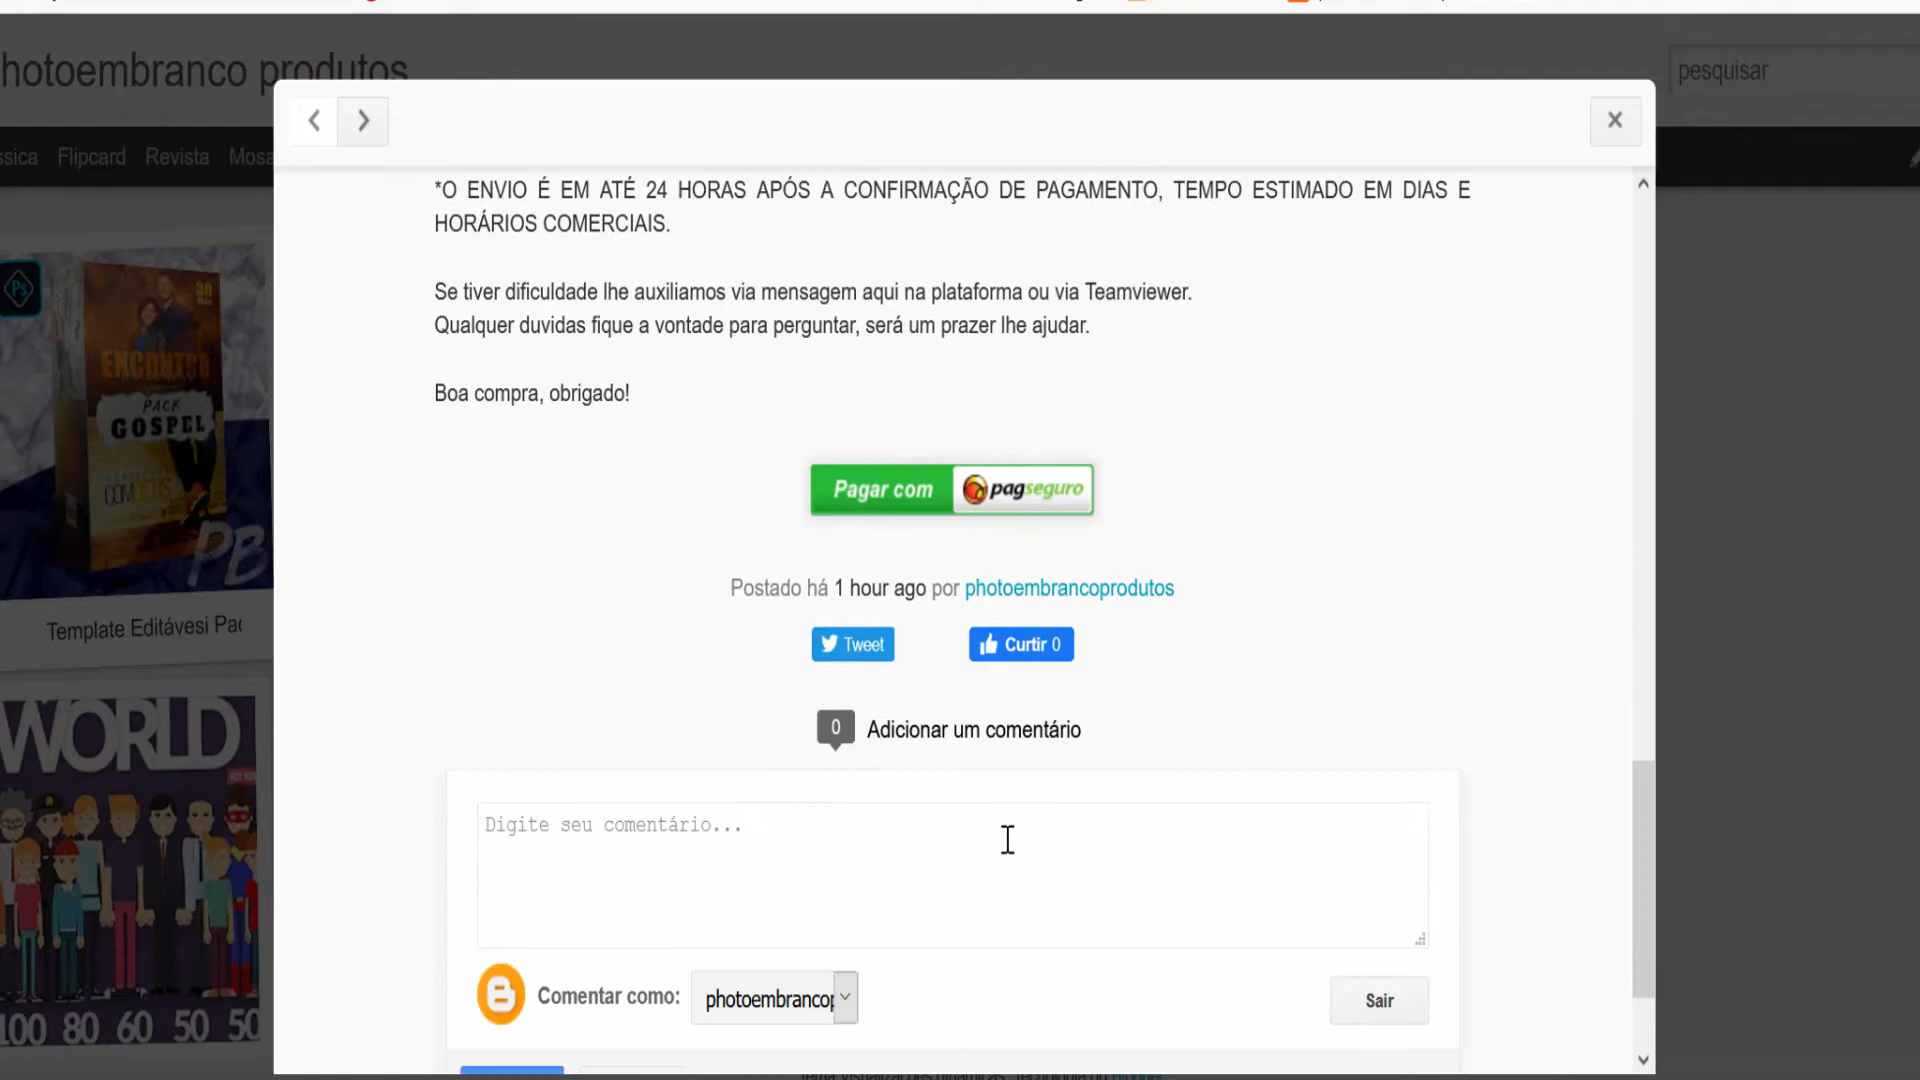 hotoembranco produtos
pesquisar
ssica Flipcard Revista Mosa
*O ENVIO É EM ATÉ 24 HORAS APÓS A CONFIRMAÇÃO DE PAGAMENTO, TEMPO ESTIMADO EM DIAS E
HORÁRIOS COMERCIAIS.
Se tiver dificuldade lhe auxiliamos via mensagem aqui na plataforma ou via Teamviewer.
Qualquer duvidas fique a vontade para perguntar, será um prazer lhe ajudar.
Boa compra, obrigado!
Pagar com pagseguro
Postado há 1 hour ago por photoembrancoprodutos
Tweet
Curtir 0
0 Adicionar um comentário
Digite seu comentário...
Comentar como: photoembrancop
Sair
Ps
ENCONTRO
PACK
GOSPEL
COM DEUS
PB
Template Editávesi Pac
WORLD
100 80 60 50 50